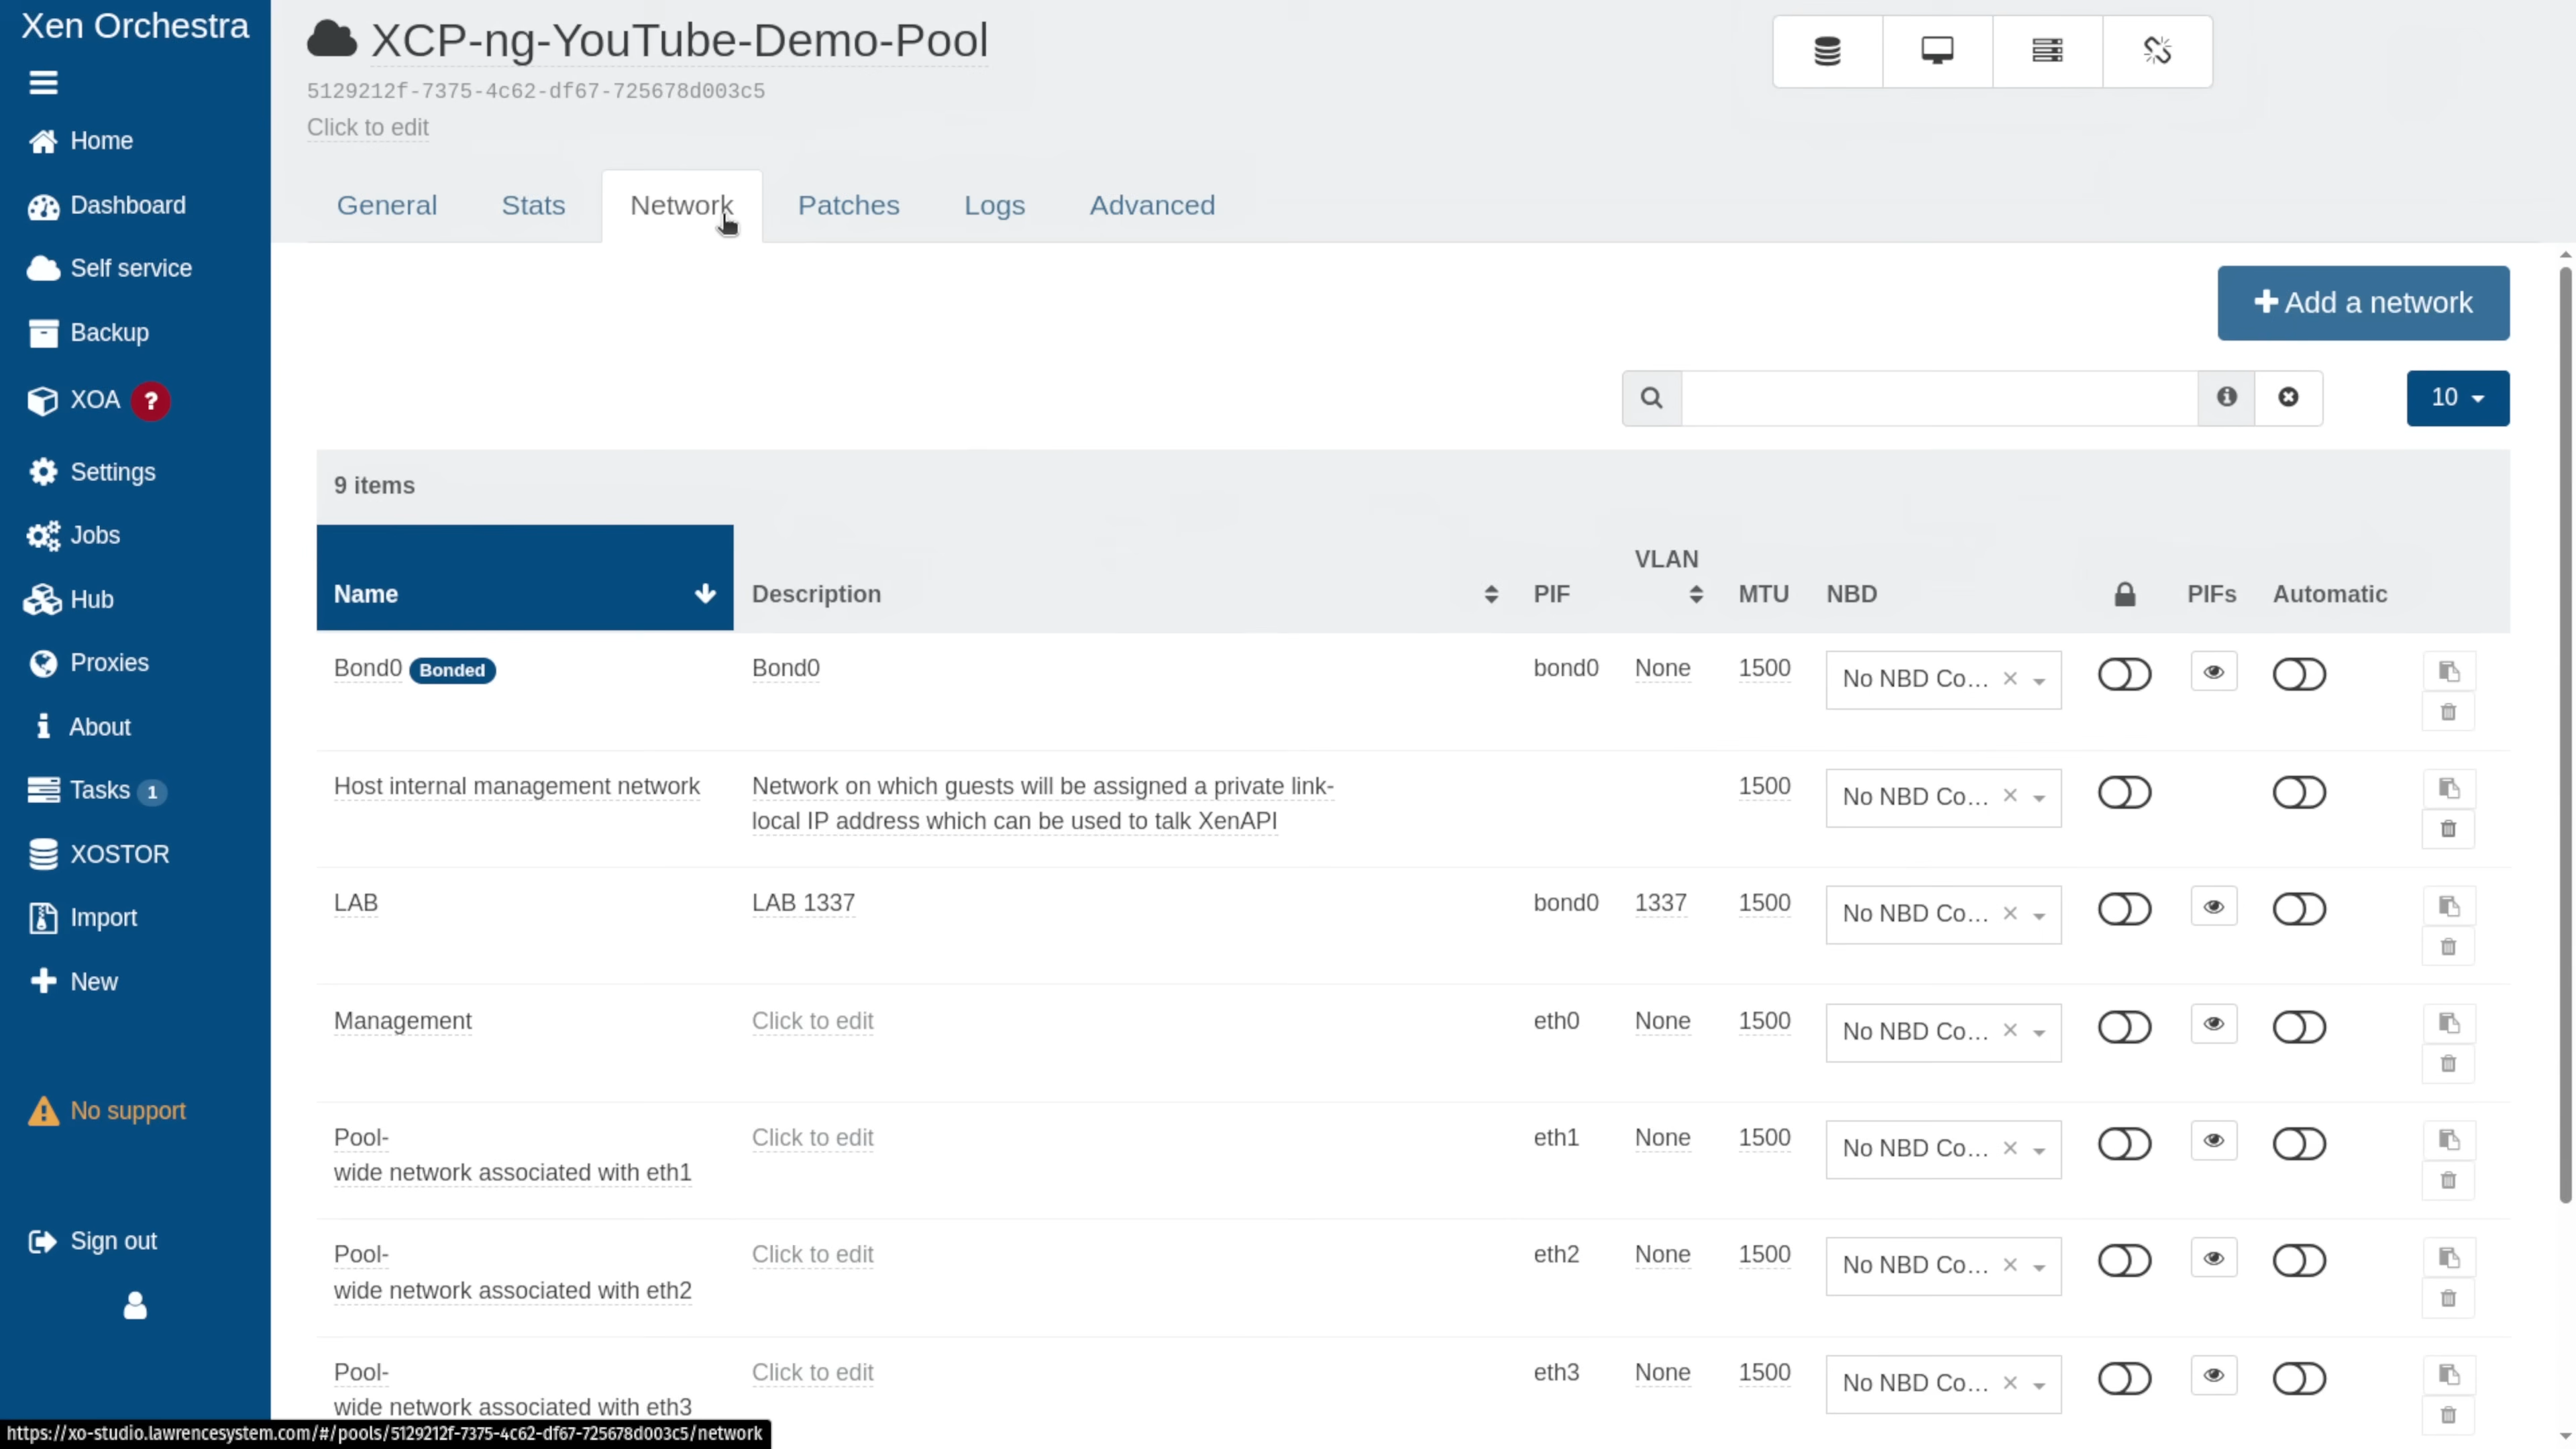 Xen Orchestra
Home
Dashboard
Self service
Backup
XOA ?
Settings
Jobs
Hub
Proxies
About
Tasks 1
XOSTOR
Import
New
No support
Sign out
XCP-ng-YouTube-Demo-Pool
5129212f-7375-4c62-df67-725678d003c5
Click to edit
General Stats Network Patches Logs Advanced
Add a network
10
9 items
Name Description PIF VLAN MTU NBD PIFs Automatic
Bond0 Bonded Bond0 bond0 None 1500 No NBD Co...
Host internal management network Network on which guests will be assigned a private link-
local IP address which can be used to talk XenAPI 1500 No NBD Co...
LAB LAB 1337 bond0 1337 1500 No NBD Co...
Management Click to edit eth0 None 1500 No NBD Co...
Pool- Click to edit eth1 None 1500 No NBD Co...
wide network associated with eth1
Pool- Click to edit eth2 None 1500 No NBD Co...
wide network associated with eth2
Pool- Click to edit eth3 None 1500 No NBD Co...
wide network associated with eth3
https://xo-studio.lawrencesystem.com/#/pools/5129212f-7375-4c62-df67-725678d003c5/network